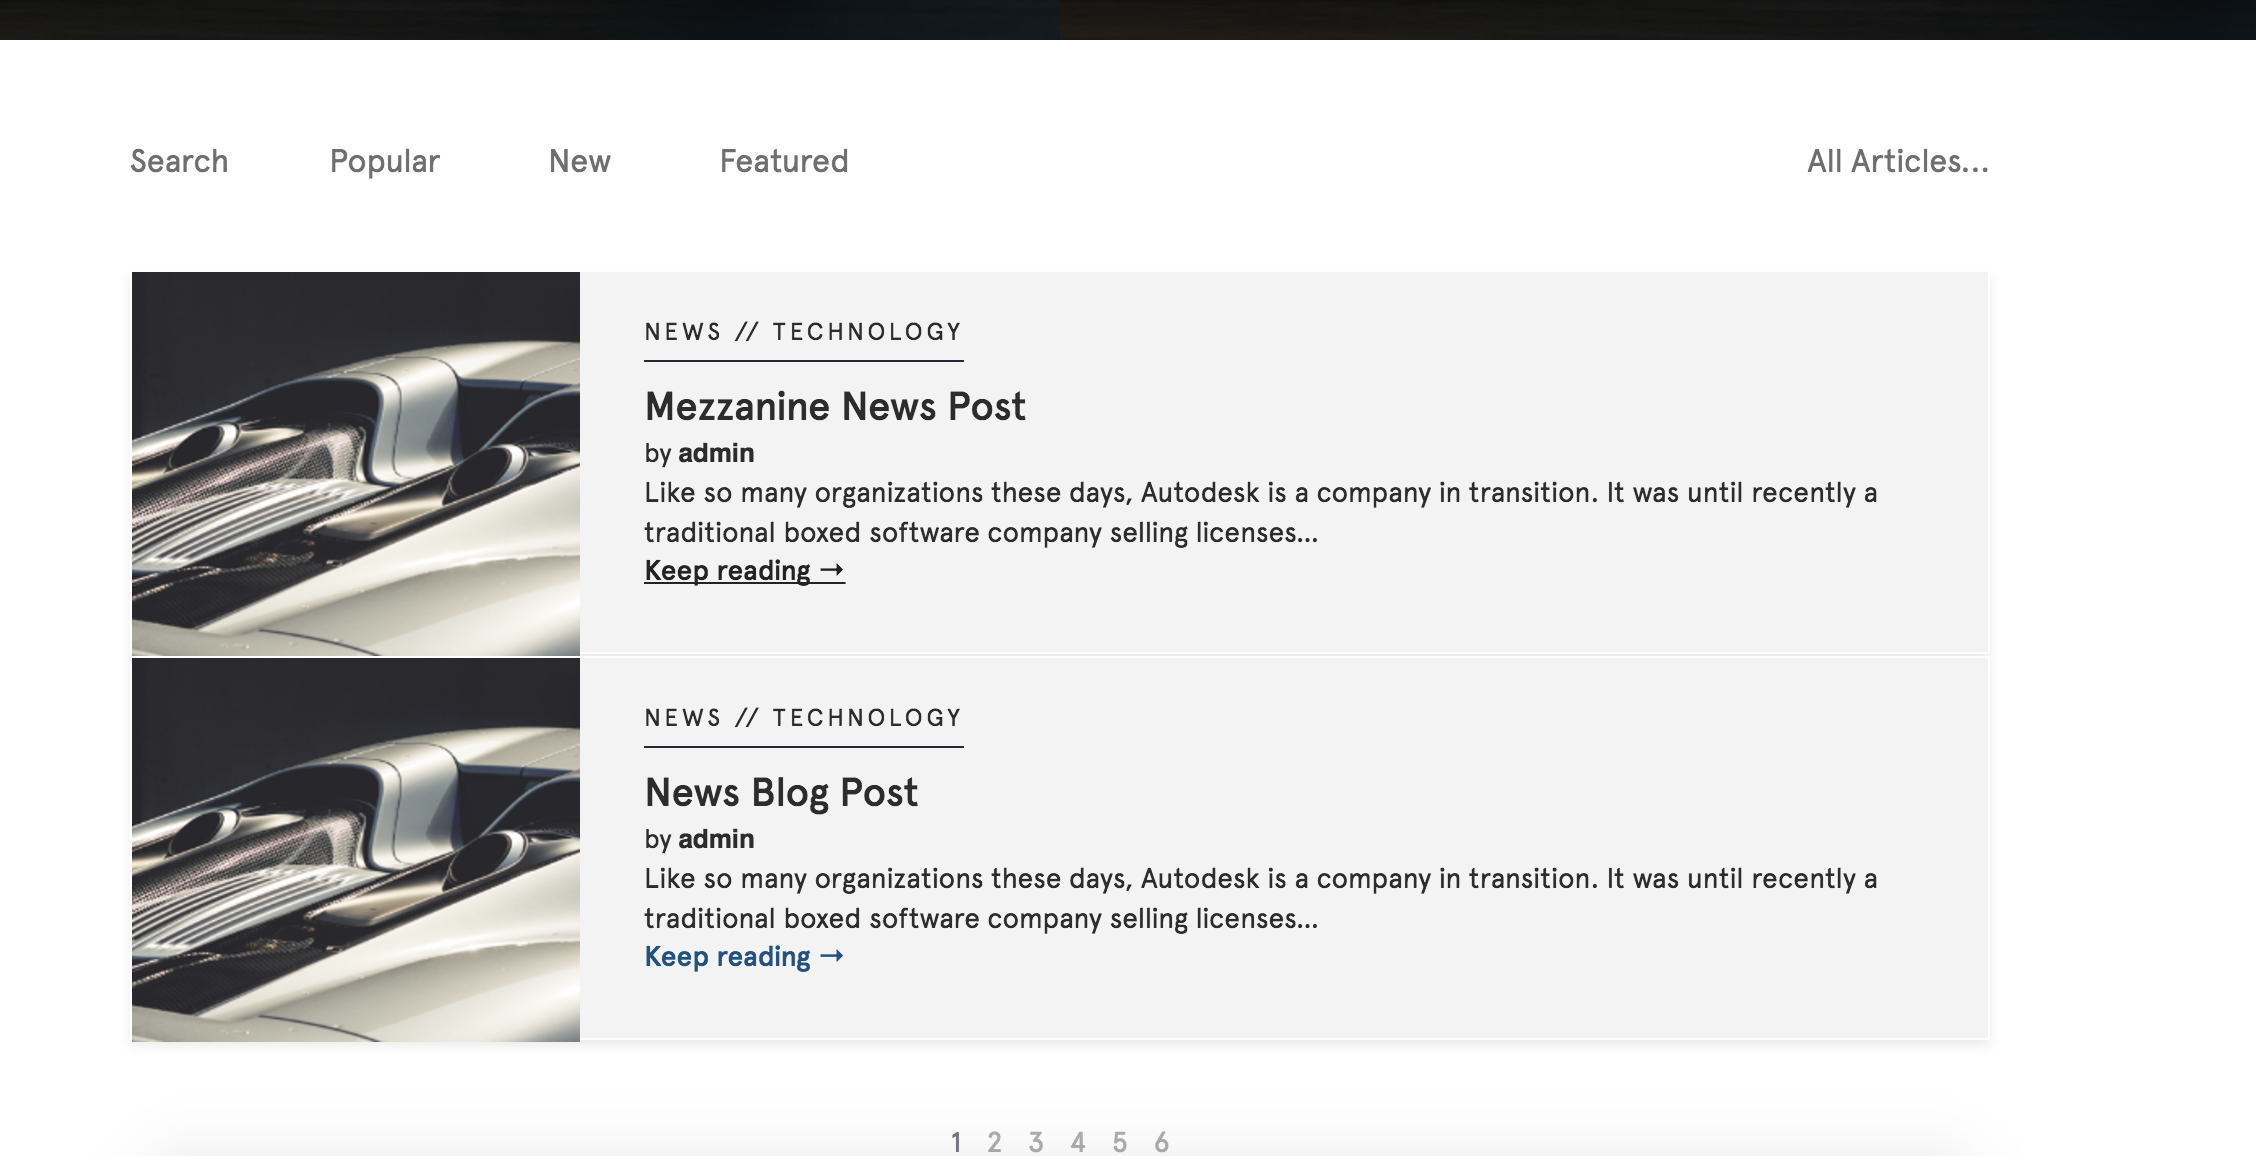 Search Popular New Featured All Articles...
NEWS // TECHNOLOGY
Mezzanine News Post
by admin
Like so many organizations these days, Autodesk is a company in transition. It was until recently a
traditional boxed software company selling licenses...
Keep reading →
NEWS // TECHNOLOGY
News Blog Post
by admin
Like so many organizations these days, Autodesk is a company in transition. It was until recently a
traditional boxed software company selling licenses...
Keep reading →
1 2 3 4 5 6